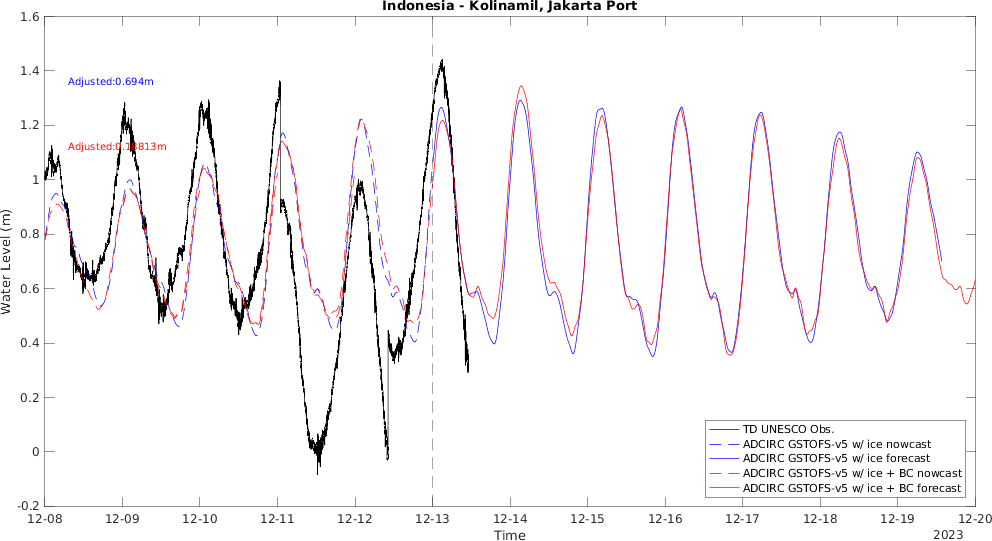 Indonesia - Kolinamil, Jakarta Port
1.6
1.4
1.2
1
0.8
0.6
0.4
0.2
0
-0.2
Water Level (m)
Adjusted:0.694m
Adjusted:0.13813m
TD UNESCO Obs.
ADCIRC GSTOFS-v5 w/ ice nowcast
ADCIRC GSTOFS-v5 w/ ice forecast
ADCIRC GSTOFS-v5 w/ ice + BC nowcast
ADCIRC GSTOFS-v5 w/ ice + BC forecast
12-08 12-09 12-10 12-11 12-12 12-13 12-14 12-15 12-16 12-17 12-18 12-19 12-20
Time
2023